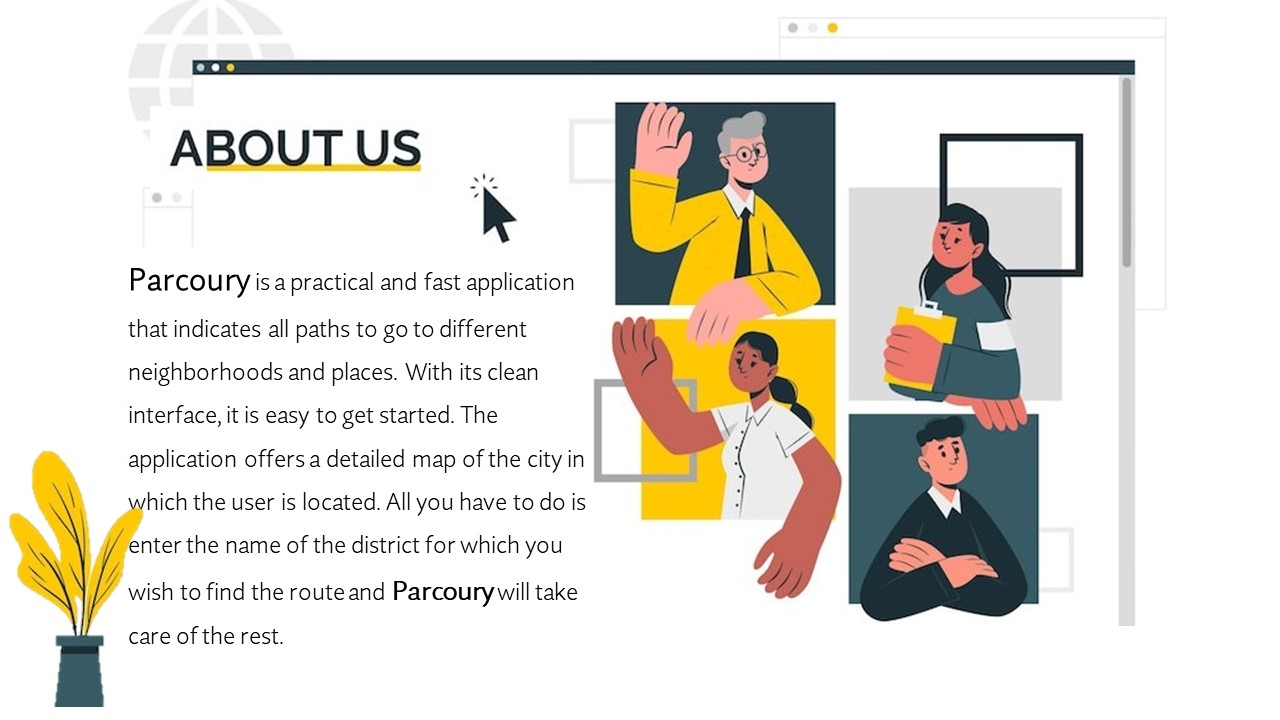 ABOUT US
Parcoury is a practical and fast application
that indicates all paths to go to different
neighborhoods and places. With its clean
interface, it is easy to get started. The
application offers a detailed map of the city in
which the user is located. All you have to do is
enter the name of the district for which you
wish to find the route and Parcoury will take
care of the rest.